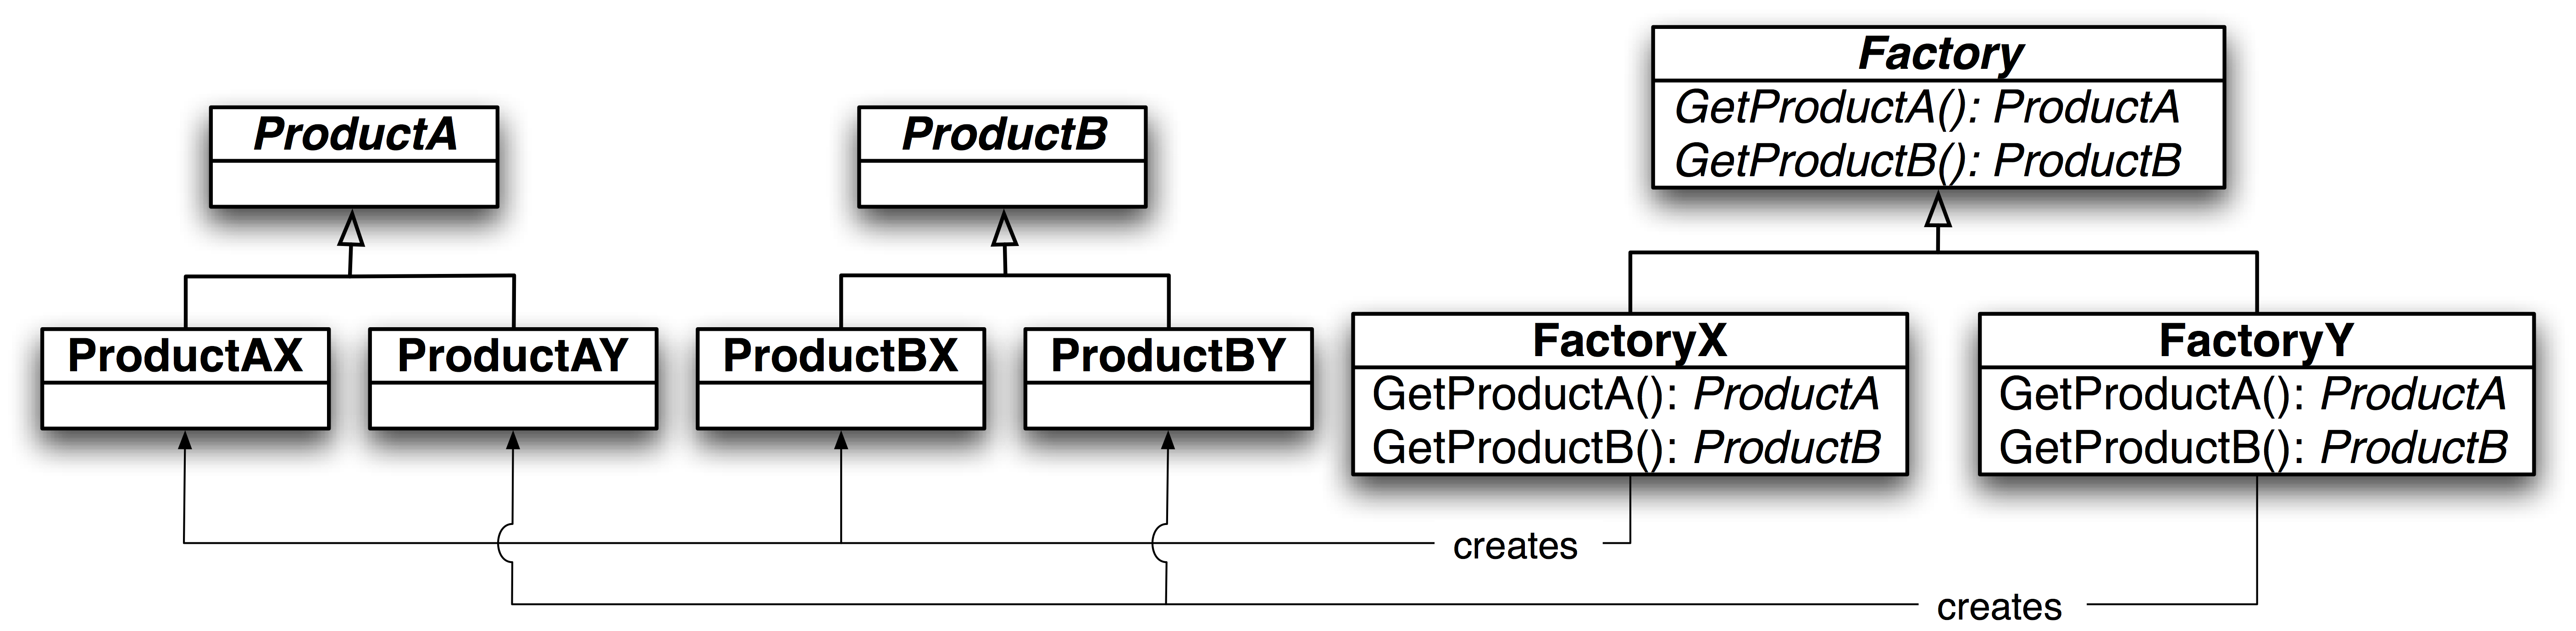 Factory
GetProductA(): ProductA
GetProductB(): ProductB
ProductA
ProductB
ProductAX
ProductAY
ProductBX
ProductBY
FactoryX
GetProductA(): ProductA
GetProductB(): ProductB
FactoryY
GetProductA(): ProductA
GetProductB(): ProductB
creates
creates